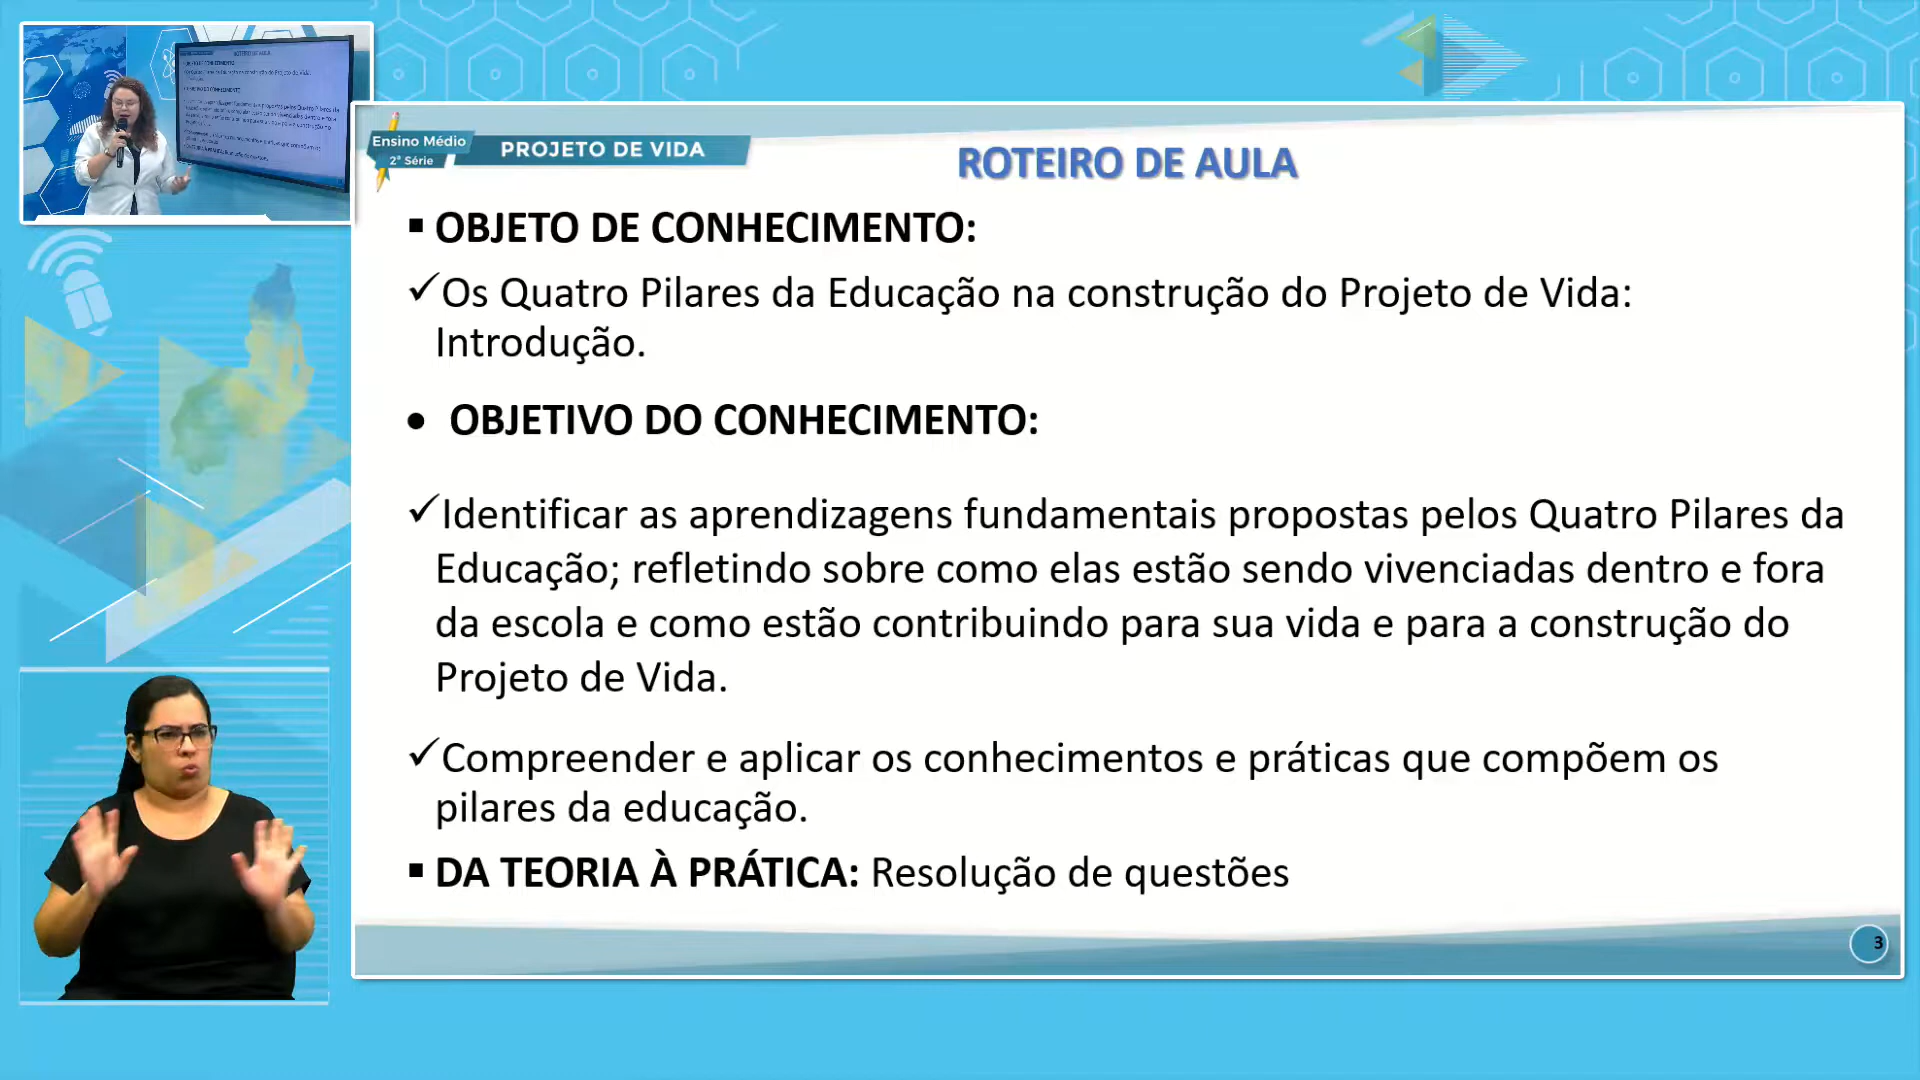 Ensino Médio
2ª Série
PROJETO DE VIDA
ROTEIRO DE AULA
▪ OBJETO DE CONHECIMENTO:
✓Os Quatro Pilares da Educação na construção do Projeto de Vida:
Introdução.
• OBJETIVO DO CONHECIMENTO:
✓Identificar as aprendizagens fundamentais propostas pelos Quatro Pilares da
Educação; refletindo sobre como elas estão sendo vivenciadas dentro e fora
da escola e como estão contribuindo para sua vida e para a construção do
Projeto de Vida.
✓Compreender e aplicar os conhecimentos e práticas que compõem os
pilares da educação.
▪ DA TEORIA À PRÁTICA: Resolução de questões
3